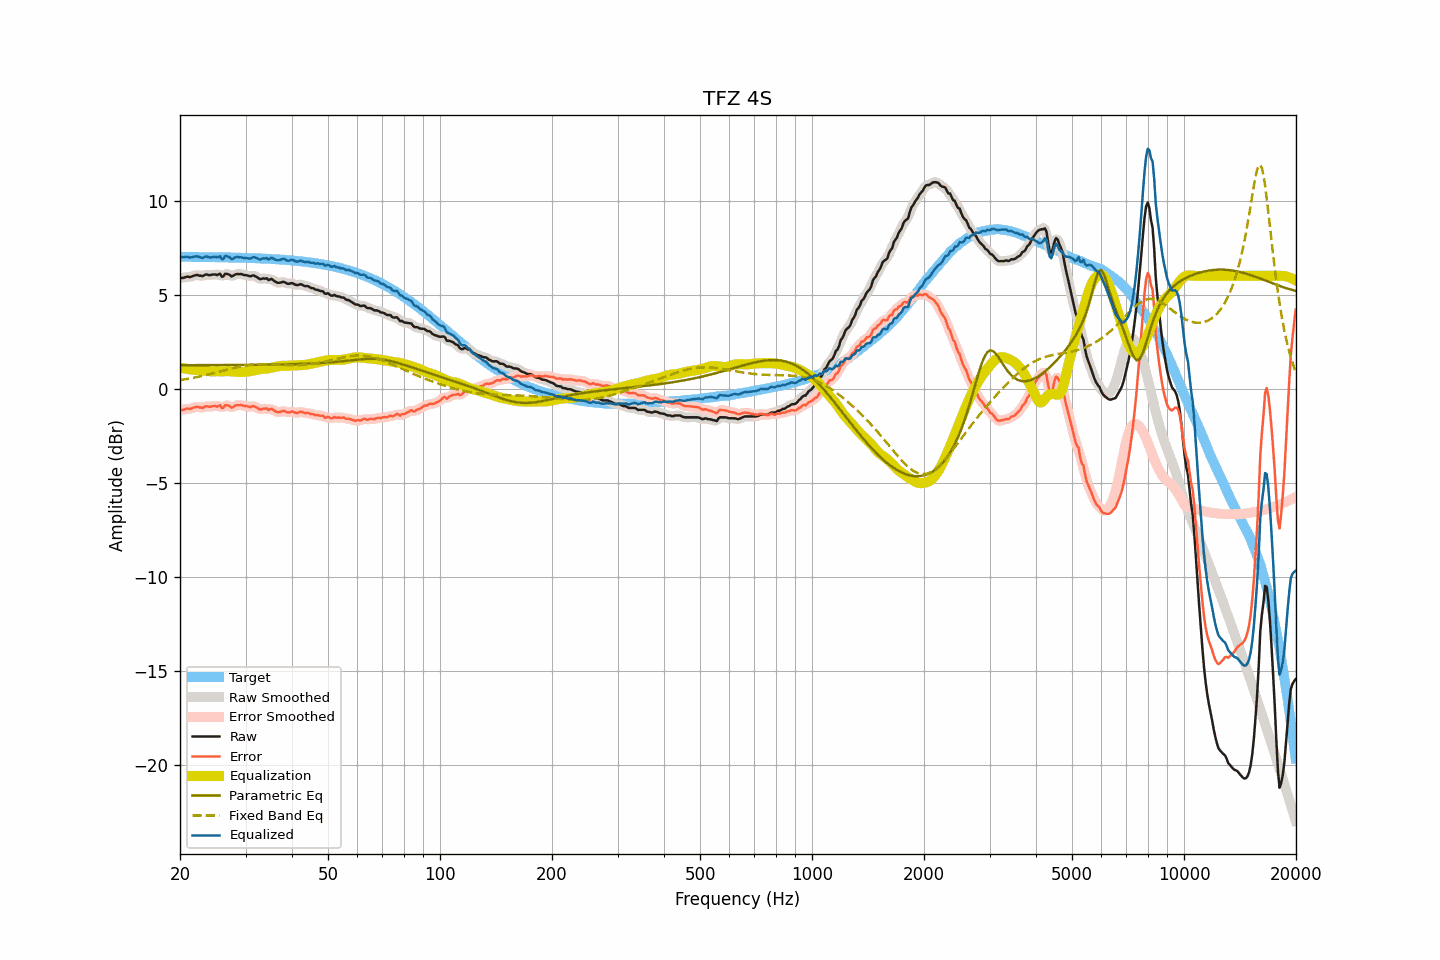 TFZ 4S
10
5
0
−5
−10
−15
−20
Amplitude (dBr)
Target
Raw Smoothed
Error Smoothed
Raw
Error
Equalization
Parametric Eq
Fixed Band Eq
Equalized
20 50 100 200 500 1000 2000 5000 10000 20000
Frequency (Hz)